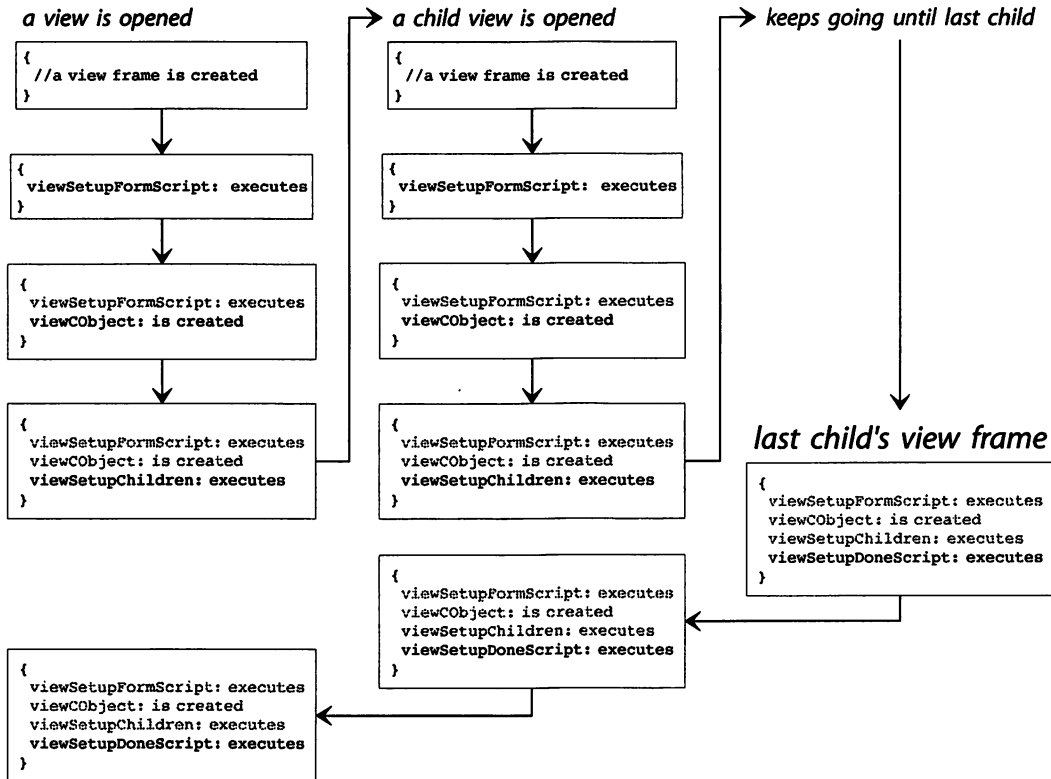 a view is opened
{
//a view frame is created
}
{
viewSetupFormScript: executes
}
{
viewSetupFormScript: executes
viewCObject: is created
}
{
viewSetupFormScript: executes
viewCObject: is created
viewSetupChildren: executes
}
a child view is opened
{
//a view frame is created
}
{
viewSetupFormScript: executes
}
{
viewSetupFormScript: executes
viewCObject: is created
}
{
viewSetupFormScript: executes
viewCObject: is created
viewSetupChildren: executes
}
keeps going until last child
last child's view frame
{
viewSetupFormScript: executes
viewCObject: is created
viewSetupChildren: executes
viewSetupDoneScript: executes
}
{
viewSetupFormScript: executes
viewCObject: is created
viewSetupChildren: executes
viewSetupDoneScript: executes
}
{
viewSetupFormScript: executes
viewCObject: is created
viewSetupChildren: executes
viewSetupDoneScript: executes
}